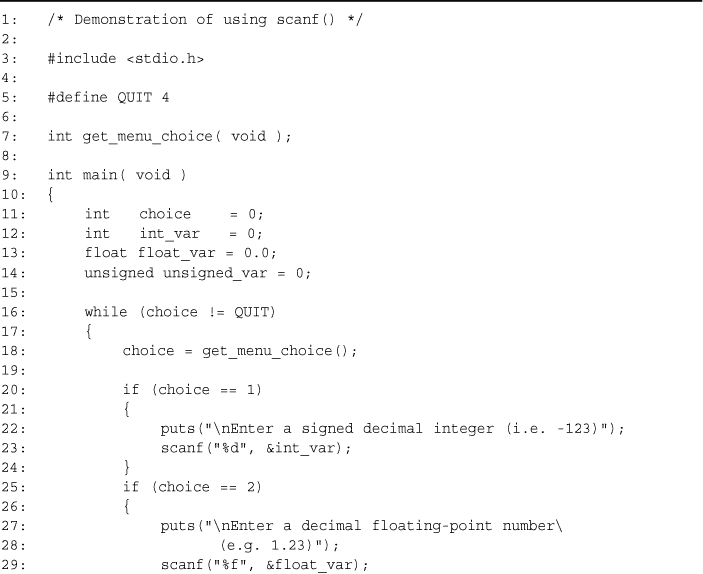 1: /* Demonstration of using scanf() */
2:
3: #include <stdio.h>
4:
5: #define QUIT 4
6:
7: int get_menu_choice( void );
8:
9: int main( void )
10: {
11:     int   choice    = 0;
12:     int   int_var   = 0;
13:     float float_var = 0.0;
14:     unsigned unsigned_var = 0;
15:
16:     while (choice != QUIT)
17:     {
18:         choice = get_menu_choice();
19:
20:         if (choice == 1)
21:         {
22:             puts("\nEnter a signed decimal integer (i.e. -123)");
23:             scanf("%d", &int_var);
24:         }
25:         if (choice == 2)
26:         {
27:             puts("\nEnter a decimal floating-point number\
28:                   (e.g. 1.23)");
29:             scanf("%f", &float_var);